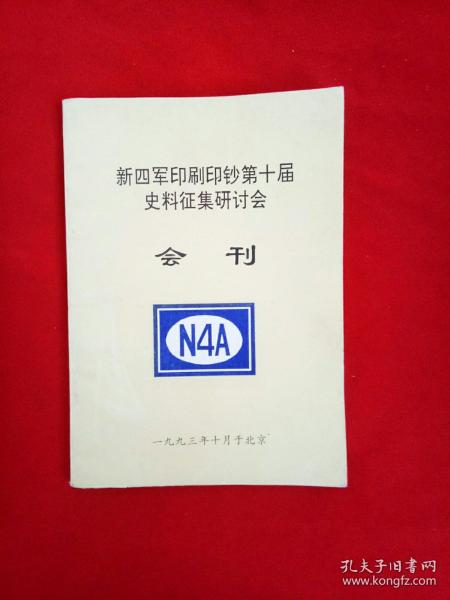 新四军印刷印钞第十届
史料征集研讨会
会刊
N4A
一九九三年十月于北京
孔夫子旧书网
www.kongfz.com